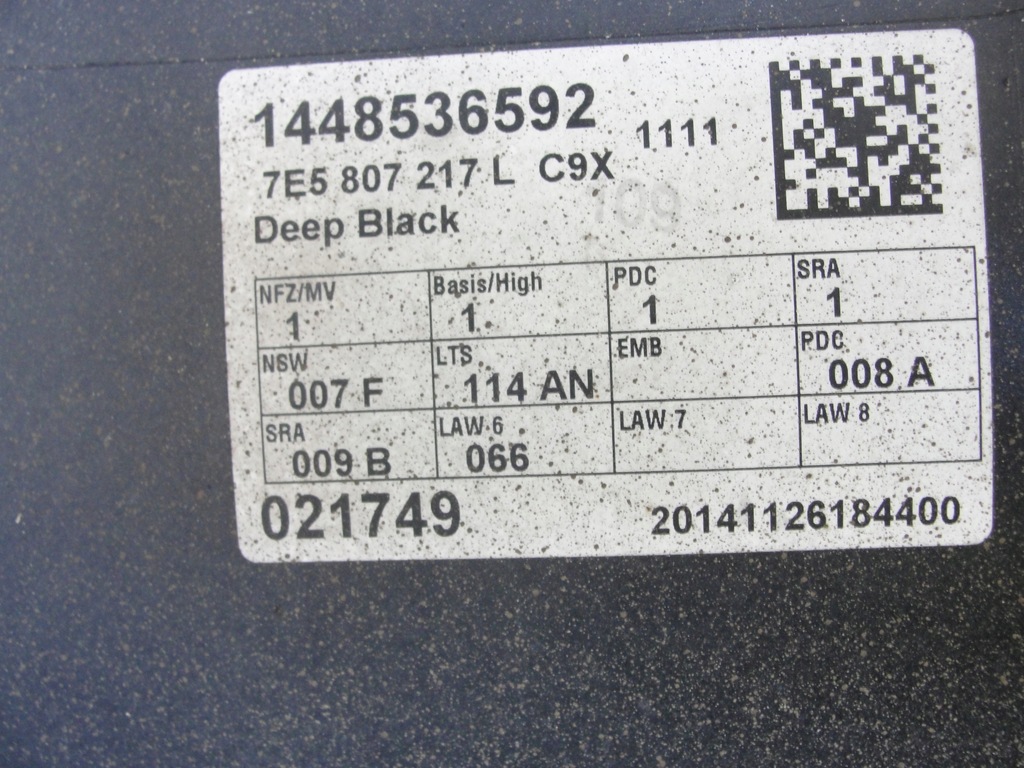 1448536592 1111
7E5 807 217 L C9X
109
Deep Black
NFZ/MV Basis/High PDC SRA
1 1 1 1
NSW LTS EMB PDC
007 F 114 AN 008 A
SRA LAW 6 LAW 7 LAW 8
009 B 066
021749 20141126184400